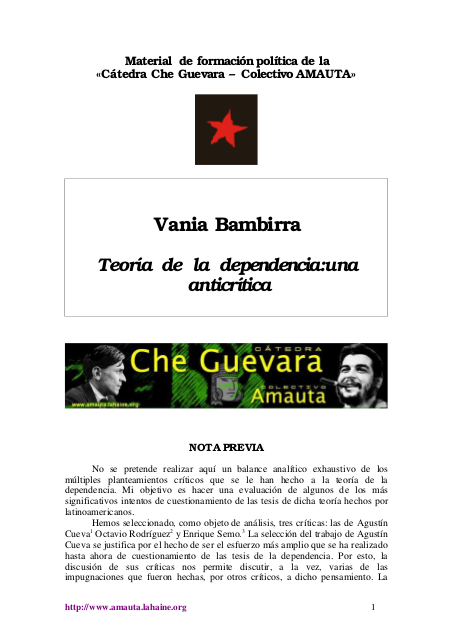 Material de formación política de la
«Cátedra Che Guevara – Colectivo AMAUTA»
Vania Bambirra
Teoría de la dependencia:una
anticrítica
CÁTEDRA
Che Guevara
COLECTIVO
Amauta
www.amauta.lahaine.org
NOTA PREVIA
No se pretende realizar aquí un balance analítico exhaustivo de los
múltiples planteamientos críticos que se le han hecho a la teoría de la
dependencia. Mi objetivo es hacer una evaluación de algunos de los más
significativos intentos de cuestionamiento de las tesis de dicha teoría hechos por
latinoamericanos.
Hemos seleccionado, como objeto de análisis, tres críticas: las de Agustín
Cueva¹ Octavio Rodríguez² y Enrique Semo.³ La selección del trabajo de Agustín
Cueva se justifica por el hecho de ser el esfuerzo más amplio que se ha realizado
hasta ahora de cuestionamiento de las tesis de la dependencia. Por esto, la
discusión de sus críticas nos permite discutir, a la vez, varias de las
impugnaciones que fueron hechas, por otros críticos, a dicho pensamiento. La
http://www.amauta.lahaine.org 1